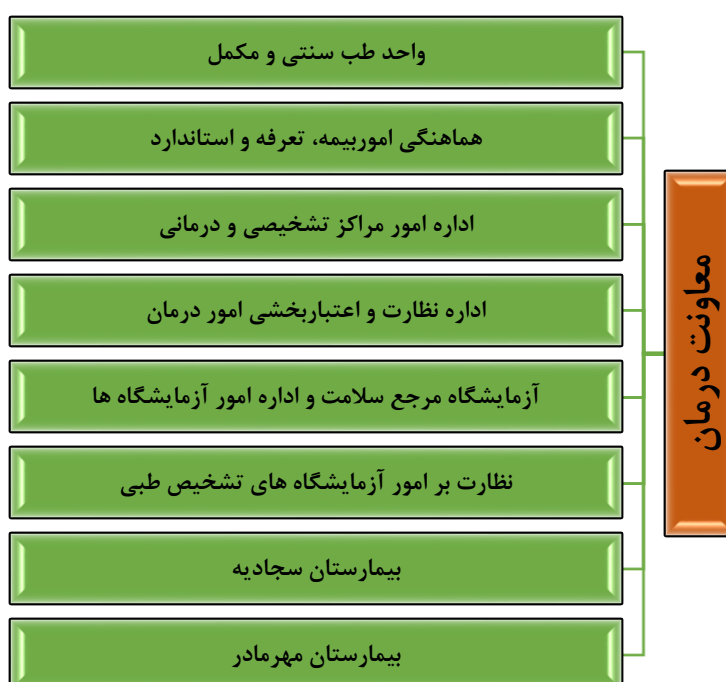 معاونت درمان
واحد طب سنتی و مکمل
هماهنگی اموربیمه، تعرفه و استاندارد
اداره امور مراکز تشخیصی و درمانی
اداره نظارت و اعتباربخشی امور درمان
آزمایشگاه مرجع سلامت و اداره امور آزمایشگاه ها
نظارت بر امور آزمایشگاه های تشخیص طبی
بیمارستان سجادیه
بیمارستان مهرمادر